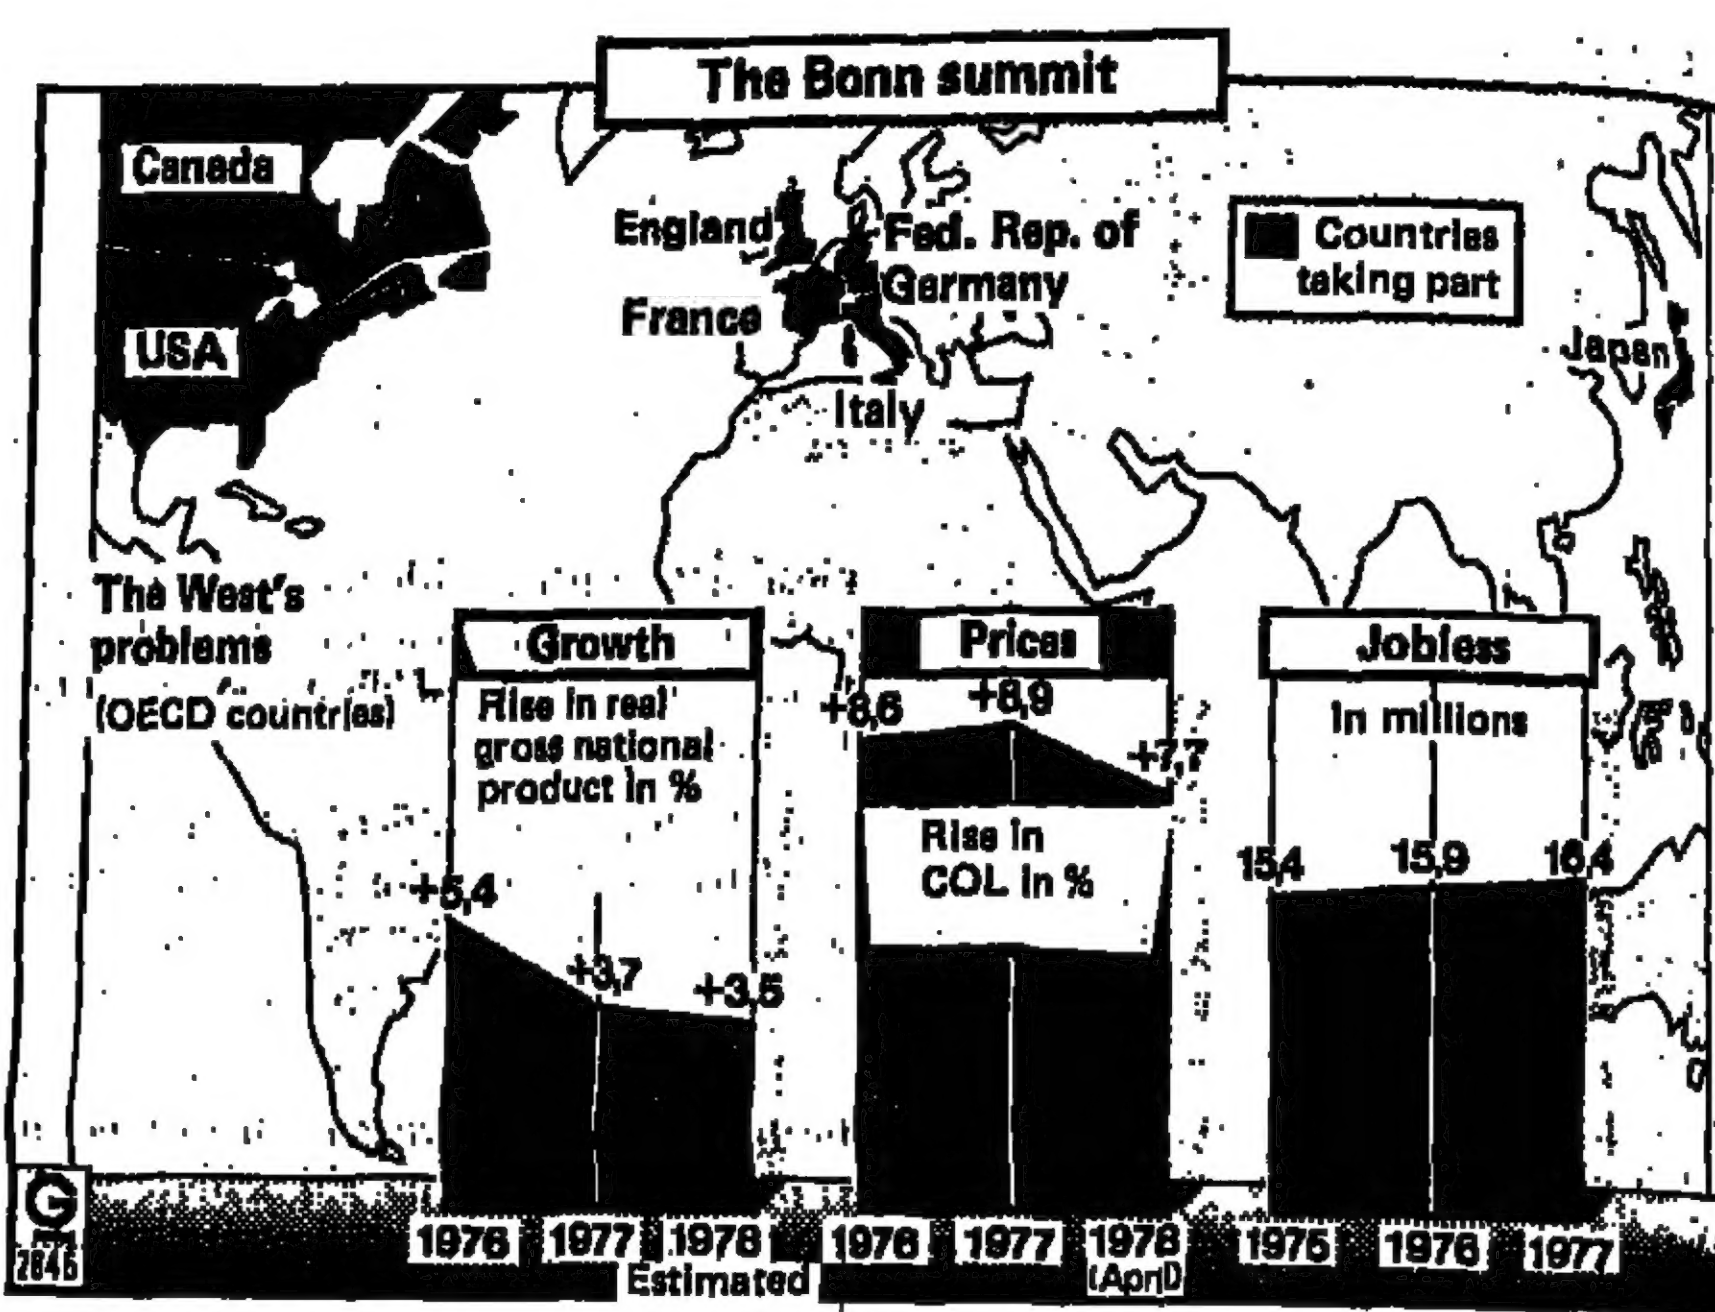 The Bonn summit
Canada
USA
England
France
Fed. Rep. of
Germany
Italy
Japan
Countries
taking part
The West's
problems
(OECD countries)
Growth
Rise in real
gross national
product in %
+5,4
+3,7
+3,5
1976 1977 1978
Estimated
Prices
+8,6
+8,9
+7,7
Rise in
COL in %
1976 1977 1978
(April)
Jobless
in millions
15,4
15,9
16,4
1975 1976 1977
G